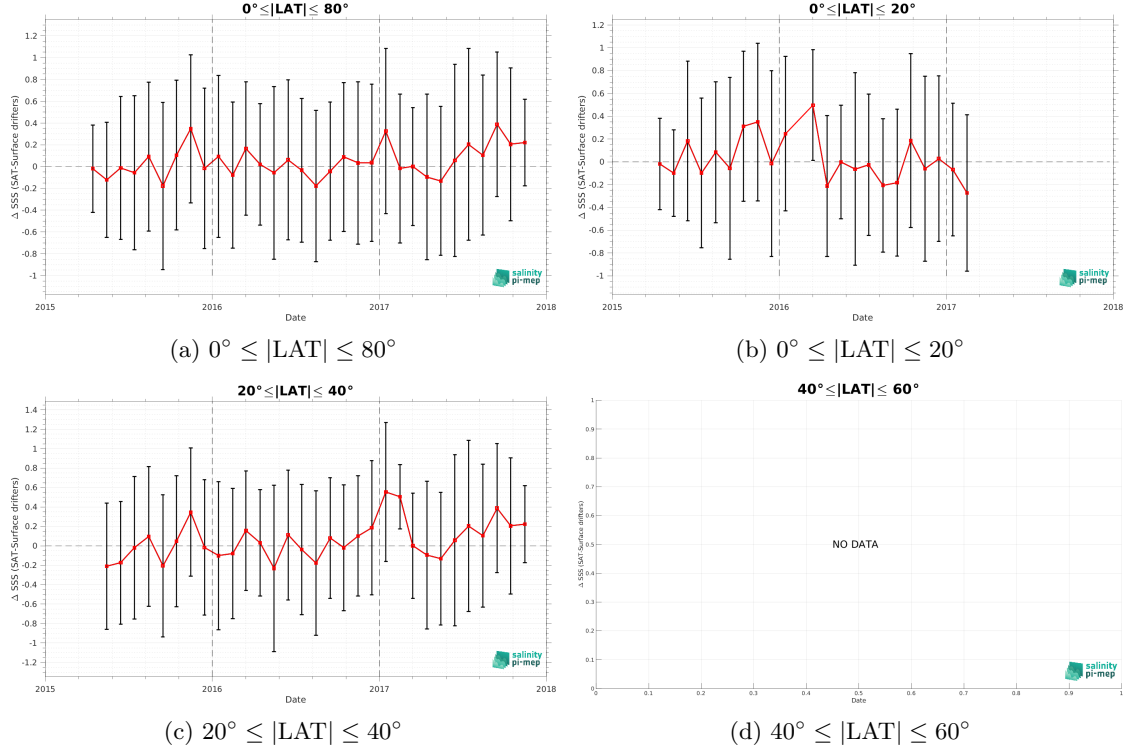 0°≤|LAT|≤ 80°
1.2
1
0.8
0.6
0.4
0.2
0
-0.2
-0.4
-0.6
-0.8
-1
Δ SSS (SAT-Surface drifters)
2015
2016
2017
2018
Date
salinity
pi-mep
(a) 0° ≤ |LAT| ≤ 80°
0°≤|LAT|≤ 20°
1.2
1
0.8
0.6
0.4
0.2
0
-0.2
-0.4
-0.6
-0.8
-1
Δ SSS (SAT-Surface drifters)
2015
2016
2017
2018
Date
salinity
pi-mep
(b) 0° ≤ |LAT| ≤ 20°
20°≤|LAT|≤ 40°
1.4
1.2
1
0.8
0.6
0.4
0.2
0
-0.2
-0.4
-0.6
-0.8
-1
-1.2
Δ SSS (SAT-Surface drifters)
2015
2016
2017
2018
Date
salinity
pi-mep
(c) 20° ≤ |LAT| ≤ 40°
40°≤|LAT|≤ 60°
1
0.9
0.8
0.7
0.6
0.5
0.4
0.3
0.2
0.1
0
Δ SSS (SAT-Surface drifters)
NO DATA
0
0.1
0.2
0.3
0.4
0.5
0.6
0.7
0.8
0.9
1
Date
salinity
pi-mep
(d) 40° ≤ |LAT| ≤ 60°